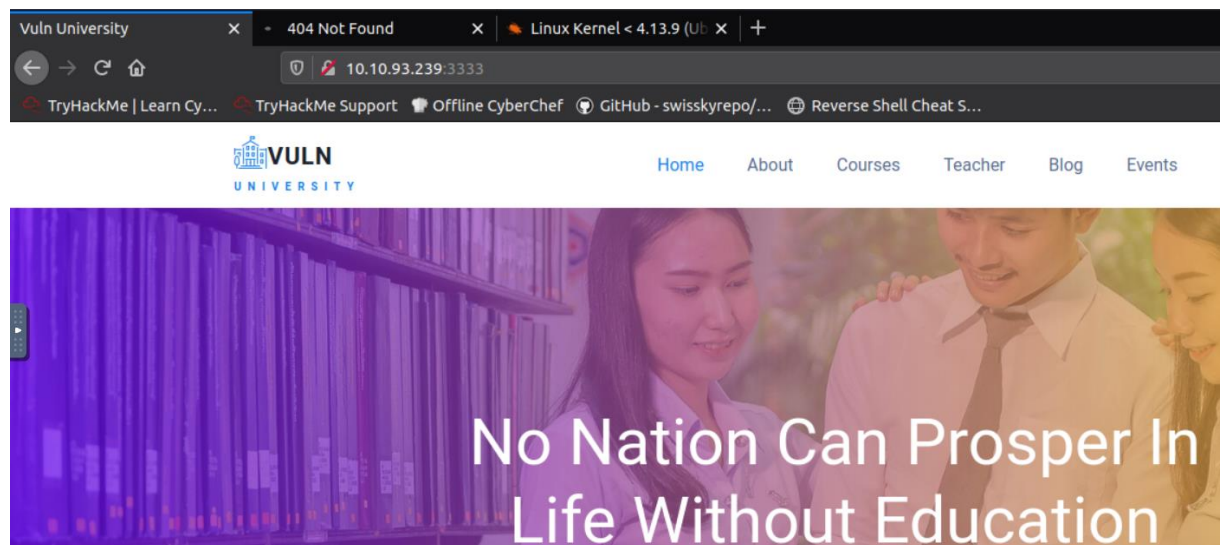 Vuln University
404 Not Found
Linux Kernel < 4.13.9 (Ub
10.10.93.239:3333
TryHackMe | Learn Cy...
TryHackMe Support
Offline CyberChef
GitHub - swisskyrepo/...
Reverse Shell Cheat S...
VULN
UNIVERSITY
Home
About
Courses
Teacher
Blog
Events
No Nation Can Prosper In
Life Without Education